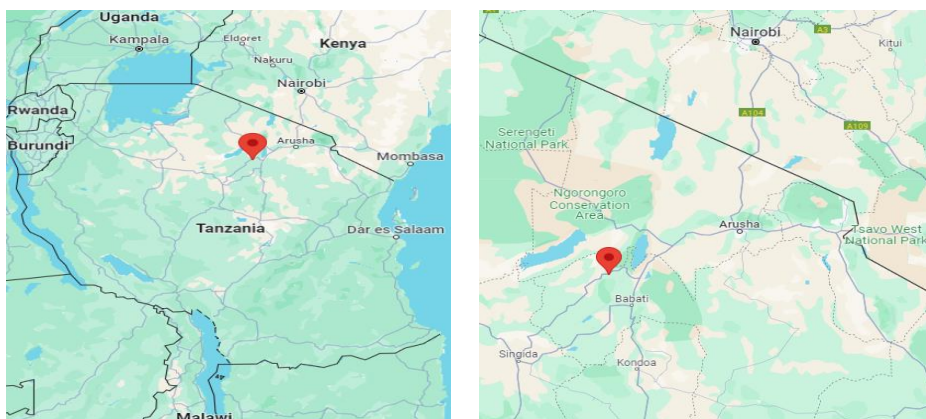 Uganda
Kampala
Eldoret
Kenya
Nakuru
Nairobi
Rwanda
Burundi
Arusha
Mombasa
Tanzania
Dar es Salaam
Malawi
Nairobi
A3
Kitui
A104
A109
Serengeti
National Park
Ngorongoro
Conservation
Area
Arusha
Tsavo West
National Park
Babati
Singida
Kondoa